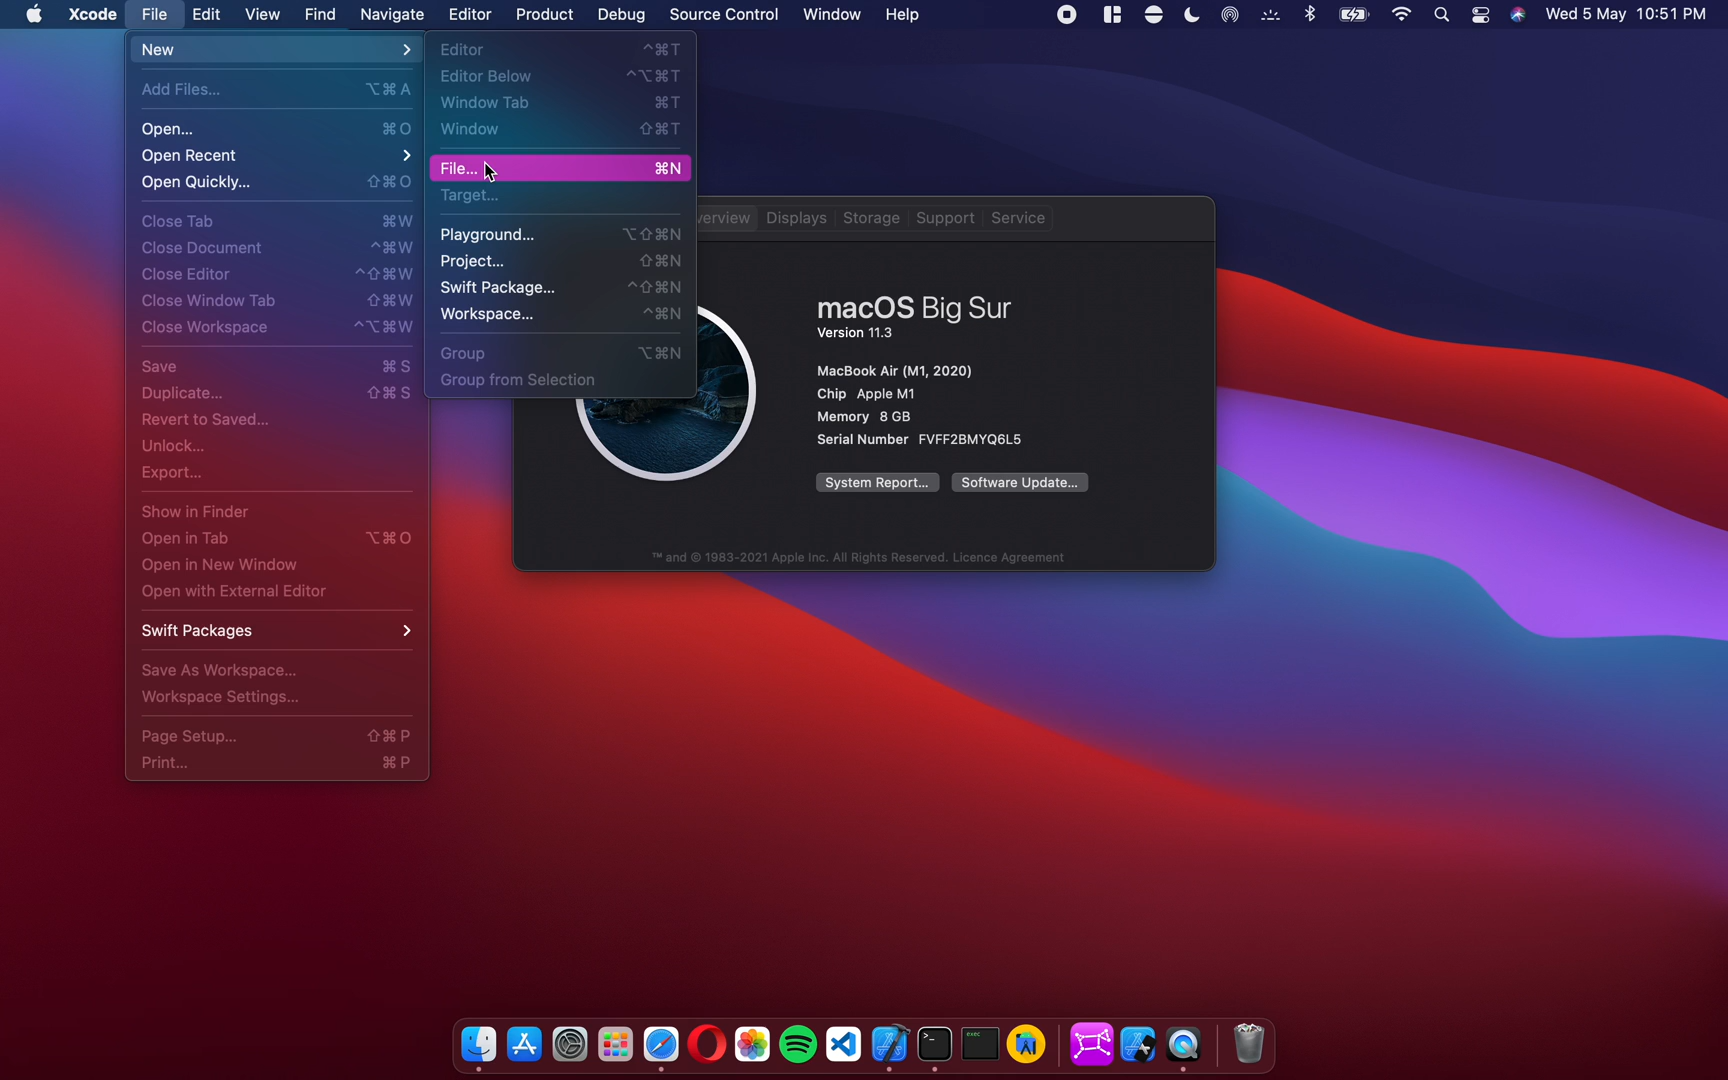 Xcode File Edit View Find Navigate Editor Product Debug Source Control Window Help Wed 5 May 10:51 PM
New
Add Files... ⌥⌘A
Open... ⌘O
Open Recent
Open Quickly... ⇧⌘O
Close Tab ⌘W
Close Document ^⌘W
Close Editor ^⇧⌘W
Close Window Tab ⇧⌘W
Close Workspace ^⌥⌘W
Save ⌘S
Duplicate... ⇧⌘S
Revert to Saved...
Unlock...
Export...
Show in Finder
Open in Tab ⌥⌘O
Open in New Window
Open with External Editor
Swift Packages
Save As Workspace...
Workspace Settings...
Page Setup... ⇧⌘P
Print... ⌘P
Editor ^⌘T
Editor Below ^⌥⌘T
Window Tab ⌘T
Window ⇧⌘T
File... ⌘N
Target...
Playground... ⌥⇧⌘N
Project... ⇧⌘N
Swift Package... ^⇧⌘N
Workspace... ^⌘N
Group ⌥⌘N
Group from Selection
verview Displays Storage Support Service
macOS Big Sur
Version 11.3
MacBook Air (M1, 2020)
Chip Apple M1
Memory 8 GB
Serial Number FVFF2BMYQ6L5
System Report... Software Update...
™ and © 1983-2021 Apple Inc. All Rights Reserved. Licence Agreement
exec